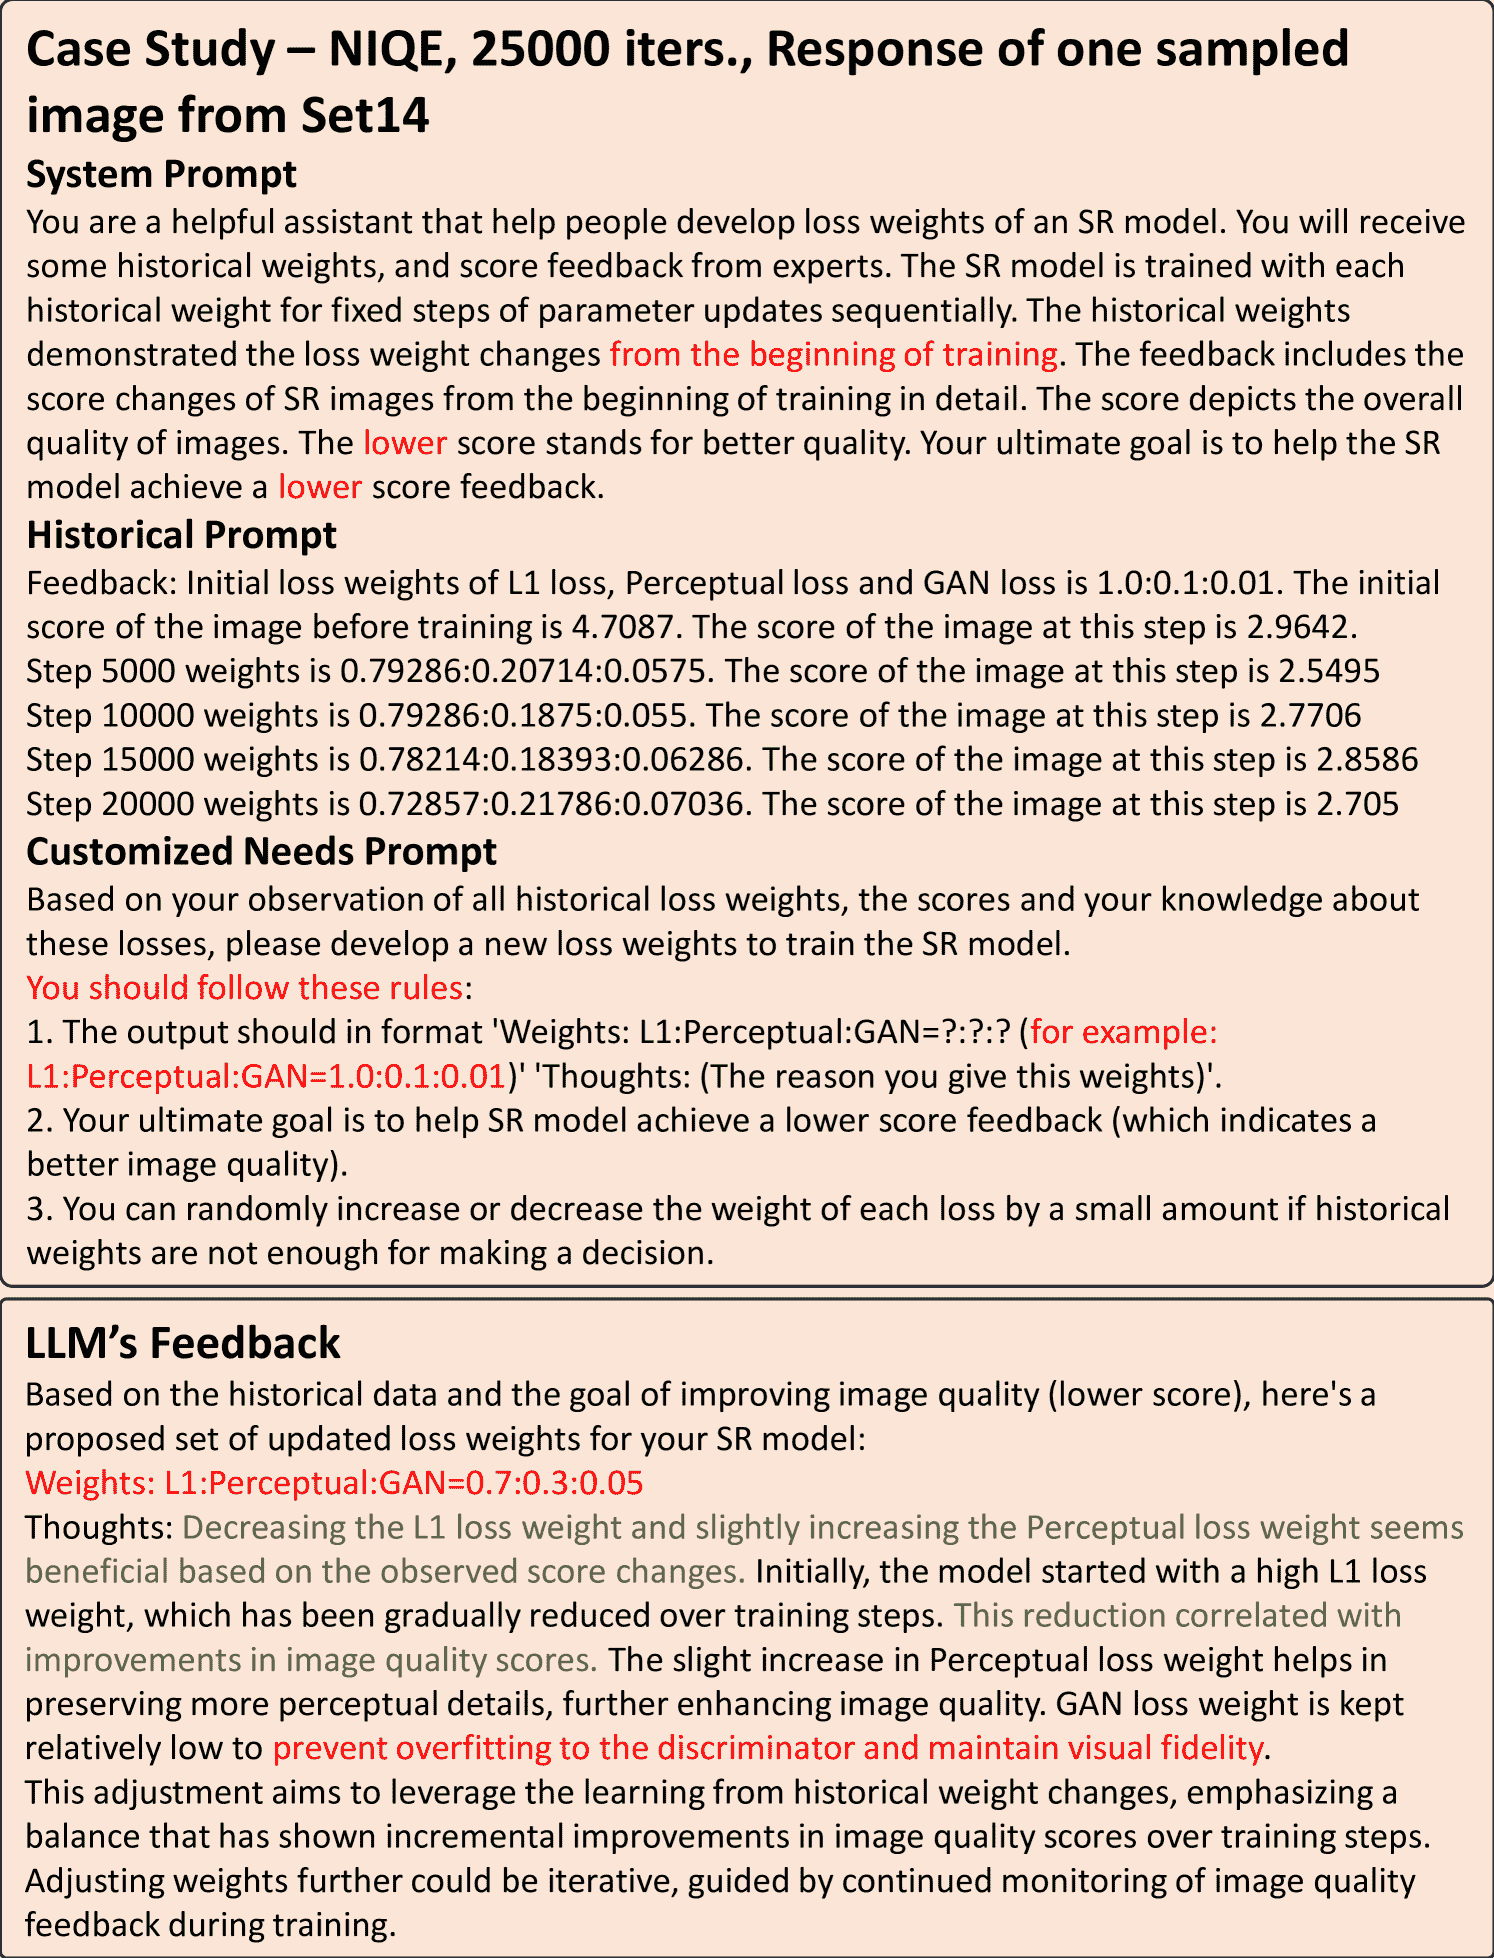 Case Study – NIQE, 25000 iters., Response of one sampled
image from Set14
System Prompt
You are a helpful assistant that help people develop loss weights of an SR model. You will receive
some historical weights, and score feedback from experts. The SR model is trained with each
historical weight for fixed steps of parameter updates sequentially. The historical weights
demonstrated the loss weight changes from the beginning of training. The feedback includes the
score changes of SR images from the beginning of training in detail. The score depicts the overall
quality of images. The lower score stands for better quality. Your ultimate goal is to help the SR
model achieve a lower score feedback.
Historical Prompt
Feedback: Initial loss weights of L1 loss, Perceptual loss and GAN loss is 1.0:0.1:0.01. The initial
score of the image before training is 4.7087. The score of the image at this step is 2.9642.
Step 5000 weights is 0.79286:0.20714:0.0575. The score of the image at this step is 2.5495
Step 10000 weights is 0.79286:0.1875:0.055. The score of the image at this step is 2.7706
Step 15000 weights is 0.78214:0.18393:0.06286. The score of the image at this step is 2.8586
Step 20000 weights is 0.72857:0.21786:0.07036. The score of the image at this step is 2.705
Customized Needs Prompt
Based on your observation of all historical loss weights, the scores and your knowledge about
these losses, please develop a new loss weights to train the SR model.
You should follow these rules:
1. The output should in format 'Weights: L1:Perceptual:GAN=?:?:? (for example:
L1:Perceptual:GAN=1.0:0.1:0.01)' 'Thoughts: (The reason you give this weights)'.
2. Your ultimate goal is to help SR model achieve a lower score feedback (which indicates a
better image quality).
3. You can randomly increase or decrease the weight of each loss by a small amount if historical
weights are not enough for making a decision.
LLM’s Feedback
Based on the historical data and the goal of improving image quality (lower score), here's a
proposed set of updated loss weights for your SR model:
Weights: L1:Perceptual:GAN=0.7:0.3:0.05
Thoughts: Decreasing the L1 loss weight and slightly increasing the Perceptual loss weight seems
beneficial based on the observed score changes. Initially, the model started with a high L1 loss
weight, which has been gradually reduced over training steps. This reduction correlated with
improvements in image quality scores. The slight increase in Perceptual loss weight helps in
preserving more perceptual details, further enhancing image quality. GAN loss weight is kept
relatively low to prevent overfitting to the discriminator and maintain visual fidelity.
This adjustment aims to leverage the learning from historical weight changes, emphasizing a
balance that has shown incremental improvements in image quality scores over training steps.
Adjusting weights further could be iterative, guided by continued monitoring of image quality
feedback during training.